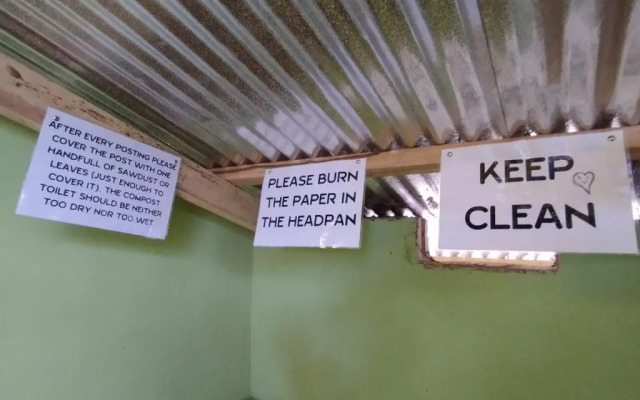 AFTER EVERY POSTING PLEASE
COVER THE POST WITH ONE
HANDFULL OF SAWDUST OR
LEAVES (JUST ENOUGH TO
COVER IT). THE COMPOST
TOILET SHOULD BE NEITHER
TOO DRY NOR TOO WET.
PLEASE BURN
THE PAPER IN
THE HEADPAN
KEEP
CLEAN